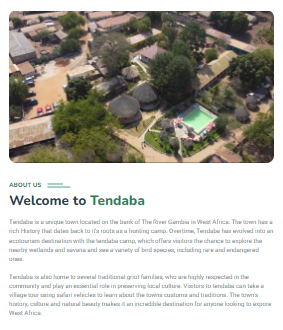 ABOUT US
Welcome to Tendaba
Tendaba is a unique town located on the bank of The River Gambia in West Africa. The town has a
rich History that dates back to it's roots as a hunting camp. Overtime, Tendaba has evolved into an
ecotourism destination with the tendaba camp, which offers visitors the chance to explore the
nearby wetlands and savana and see a variety of bird species, including rare and endangered
ones.
Tendaba is also home to several traditional griot families, who are highly respected in the
community and play an essential role in preserving local culture. Visitors to tendaba can take a
village tour using safari vehicles to learn about the towns customs and traditions. The town's
history, culture and natural beauty makes it an incredible destination for anyone looking to expore
West Africa.